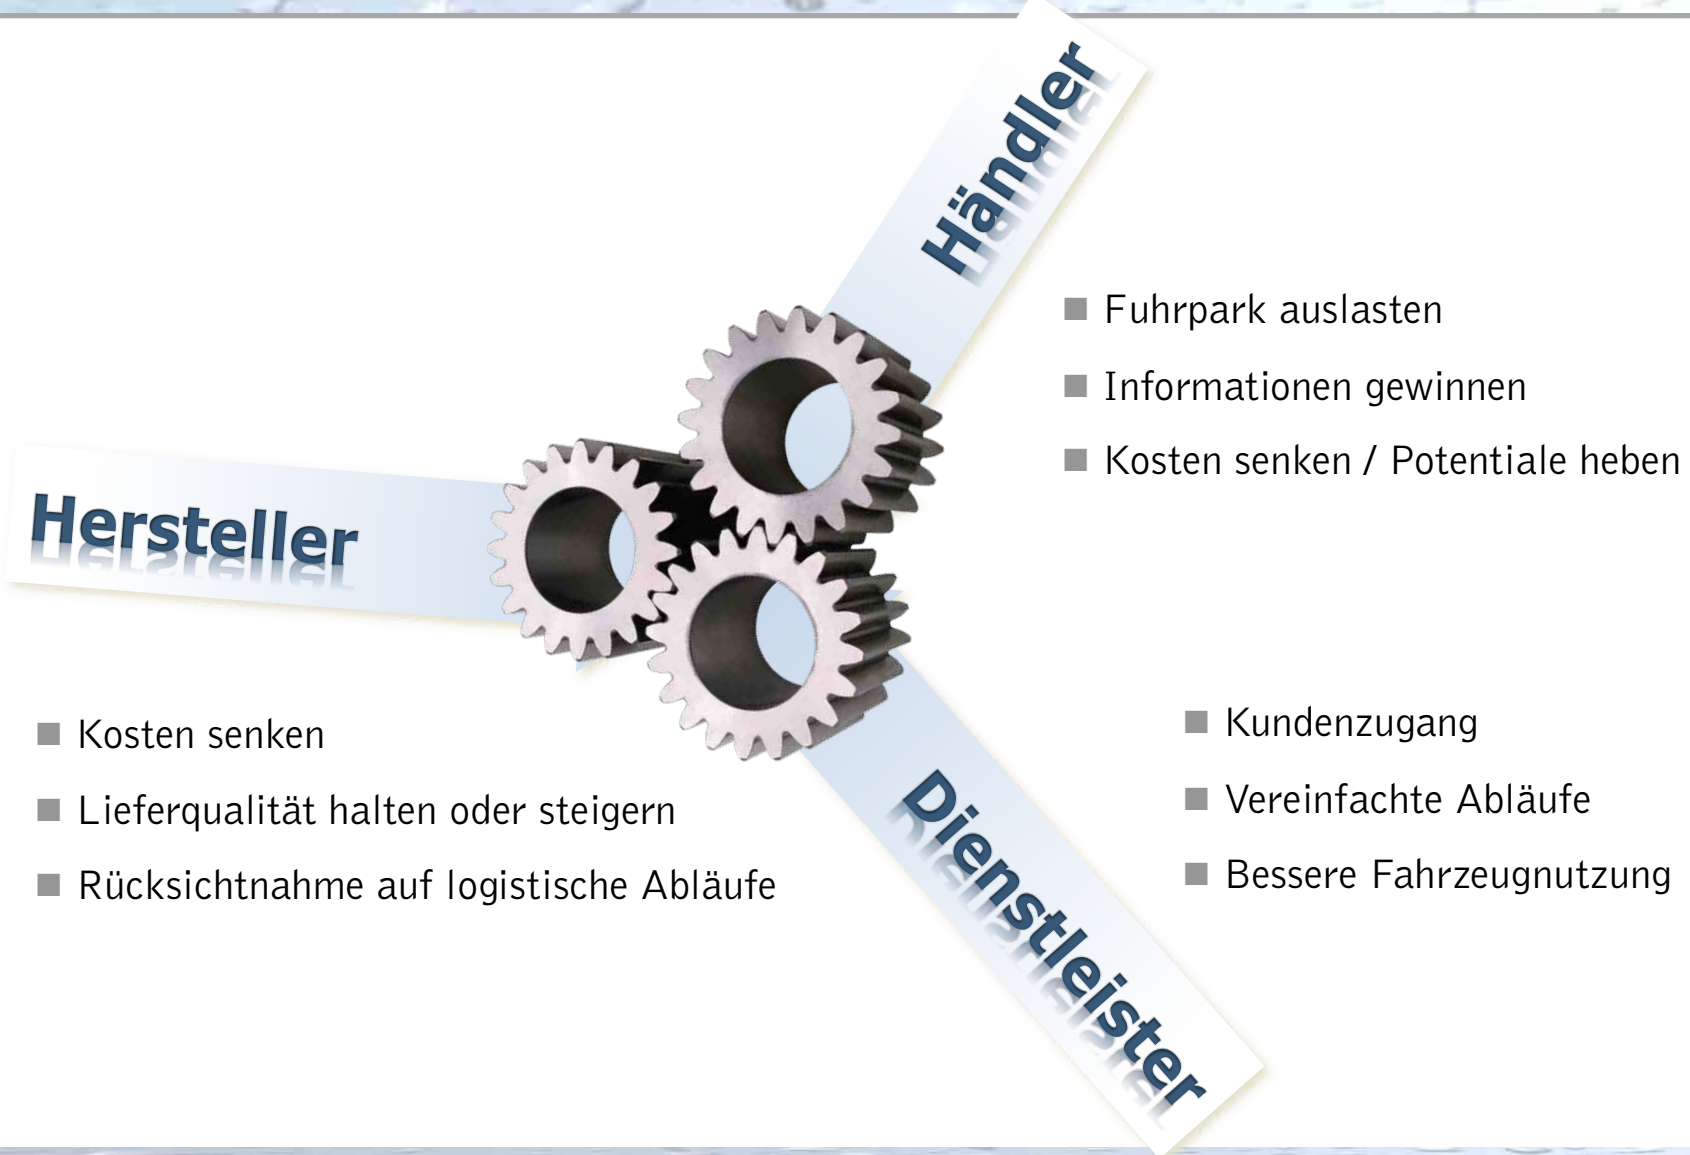 Händler
Fuhrpark auslasten
Informationen gewinnen
Kosten senken / Potentiale heben
Hersteller
Kosten senken
Lieferqualität halten oder steigern
Rücksichtnahme auf logistische Abläufe
Dienstleister
Kundenzugang
Vereinfachte Abläufe
Bessere Fahrzeugnutzung